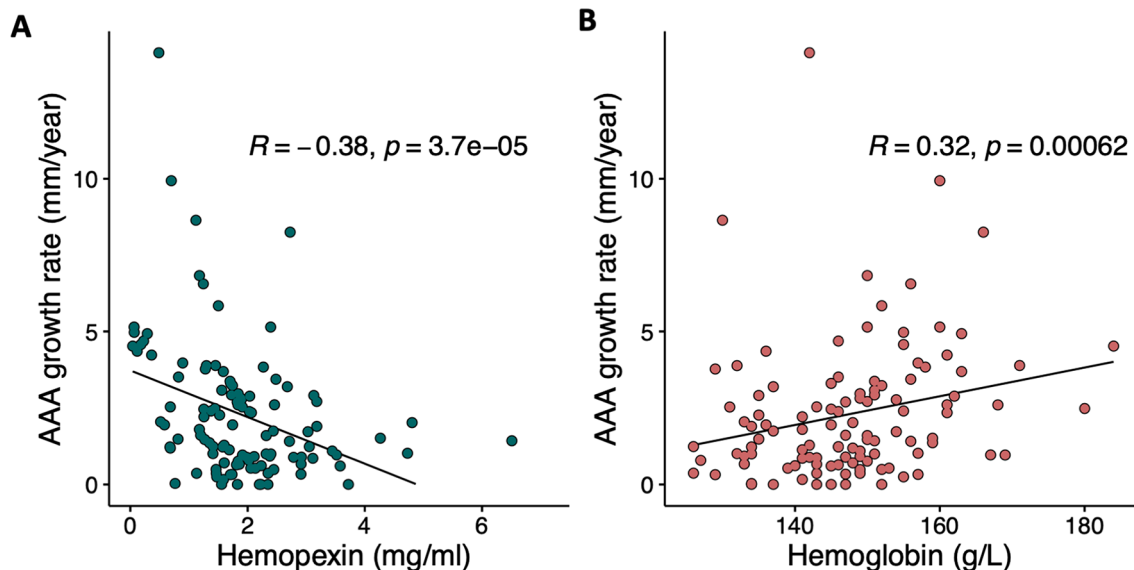 A
AAA growth rate (mm/year)
R = −0.38, p = 3.7e−05
10
5
0
0 2 4 6
Hemopexin (mg/ml)
B
AAA growth rate (mm/year)
R = 0.32, p = 0.00062
10
5
0
140 160 180
Hemoglobin (g/L)